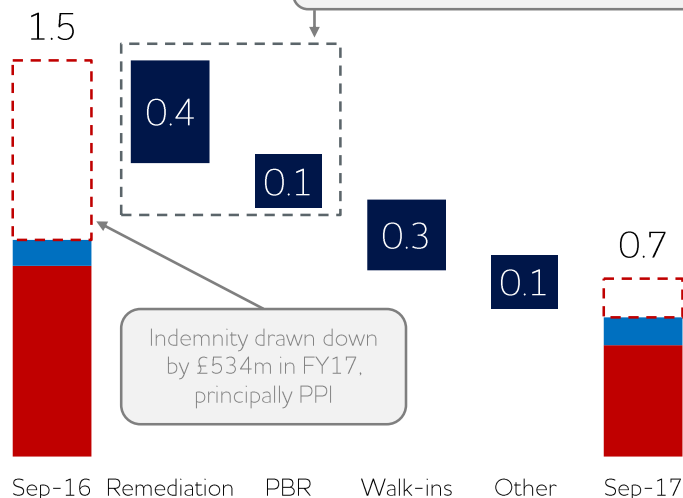 1.5
0.4
0.1
0.3
0.1
0.7
Indemnity drawn down
by £534m in FY17,
principally PPI
Sep-16 Remediation PBR Walk-ins Other Sep-17